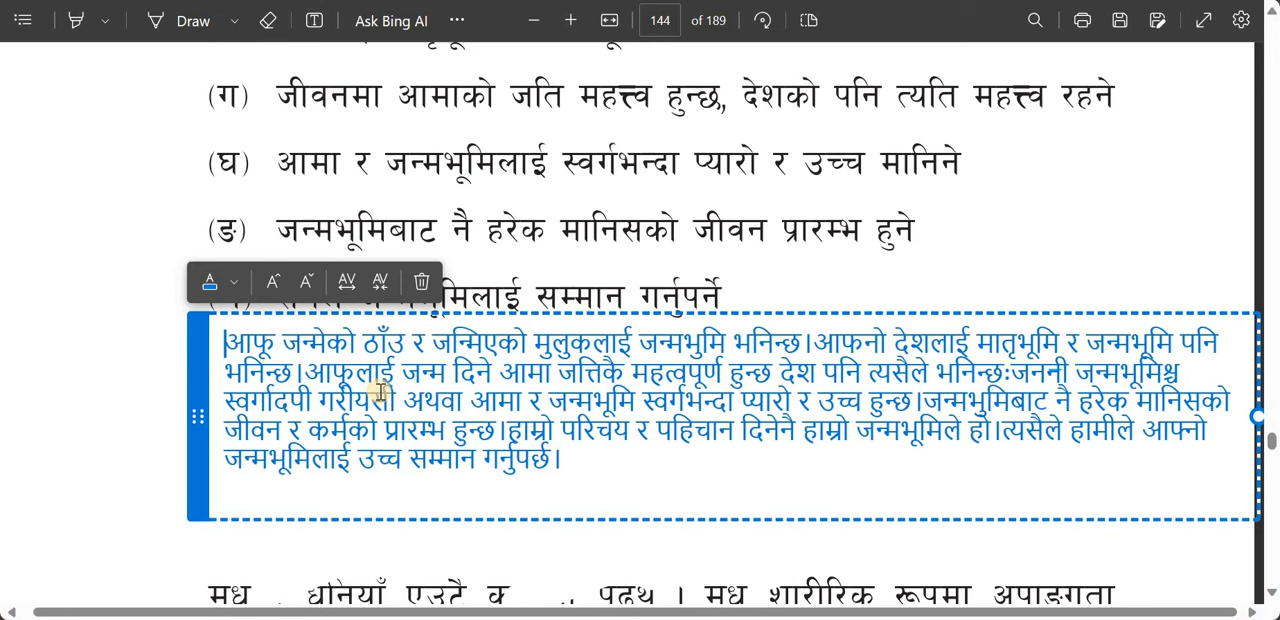 Draw Ask Bing AI 144 of 189
(ग) जीवनमा आमाको जति महत्त्व हुन्छ, देशको पनि त्यति महत्त्व रहने
(घ) आमा र जन्मभूमिलाई स्वर्गभन्दा प्यारो र उच्च मानिने
(ङ) जन्मभूमिबाट नै हरेक मानिसको जीवन प्रारम्भ हुने
सम्मान गर्नुपर्ने
आफू जन्मेको ठाँउ र जन्मिएको मुलुकलाई जन्मभुमि भनिन्छ।आफनो देशलाई मातृभूमि र जन्मभूमि पनि
भनिन्छ।आफूलाई जन्म दिने आमा जत्तिकै महत्वपूर्ण हुन्छ देश पनि त्यसैले भनिन्छःजननी जन्मभूमिश्च
स्वर्गादपी गरीयसी अथवा आमा र जन्मभूमि स्वर्गभन्दा प्यारो र उच्च हुन्छ।जन्मभुमिबाट नै हरेक मानिसको
जीवन र कर्मको प्रारम्भ हुन्छ।हाम्रो परिचय र पहिचान दिनेनै हाम्रो जन्मभूमिले हो।त्यसैले हामीले आफ्नो
जन्मभूमिलाई उच्च सम्मान गर्नुपर्छ।
एउटै । शारीरिक रूपमा अपाङ्गता